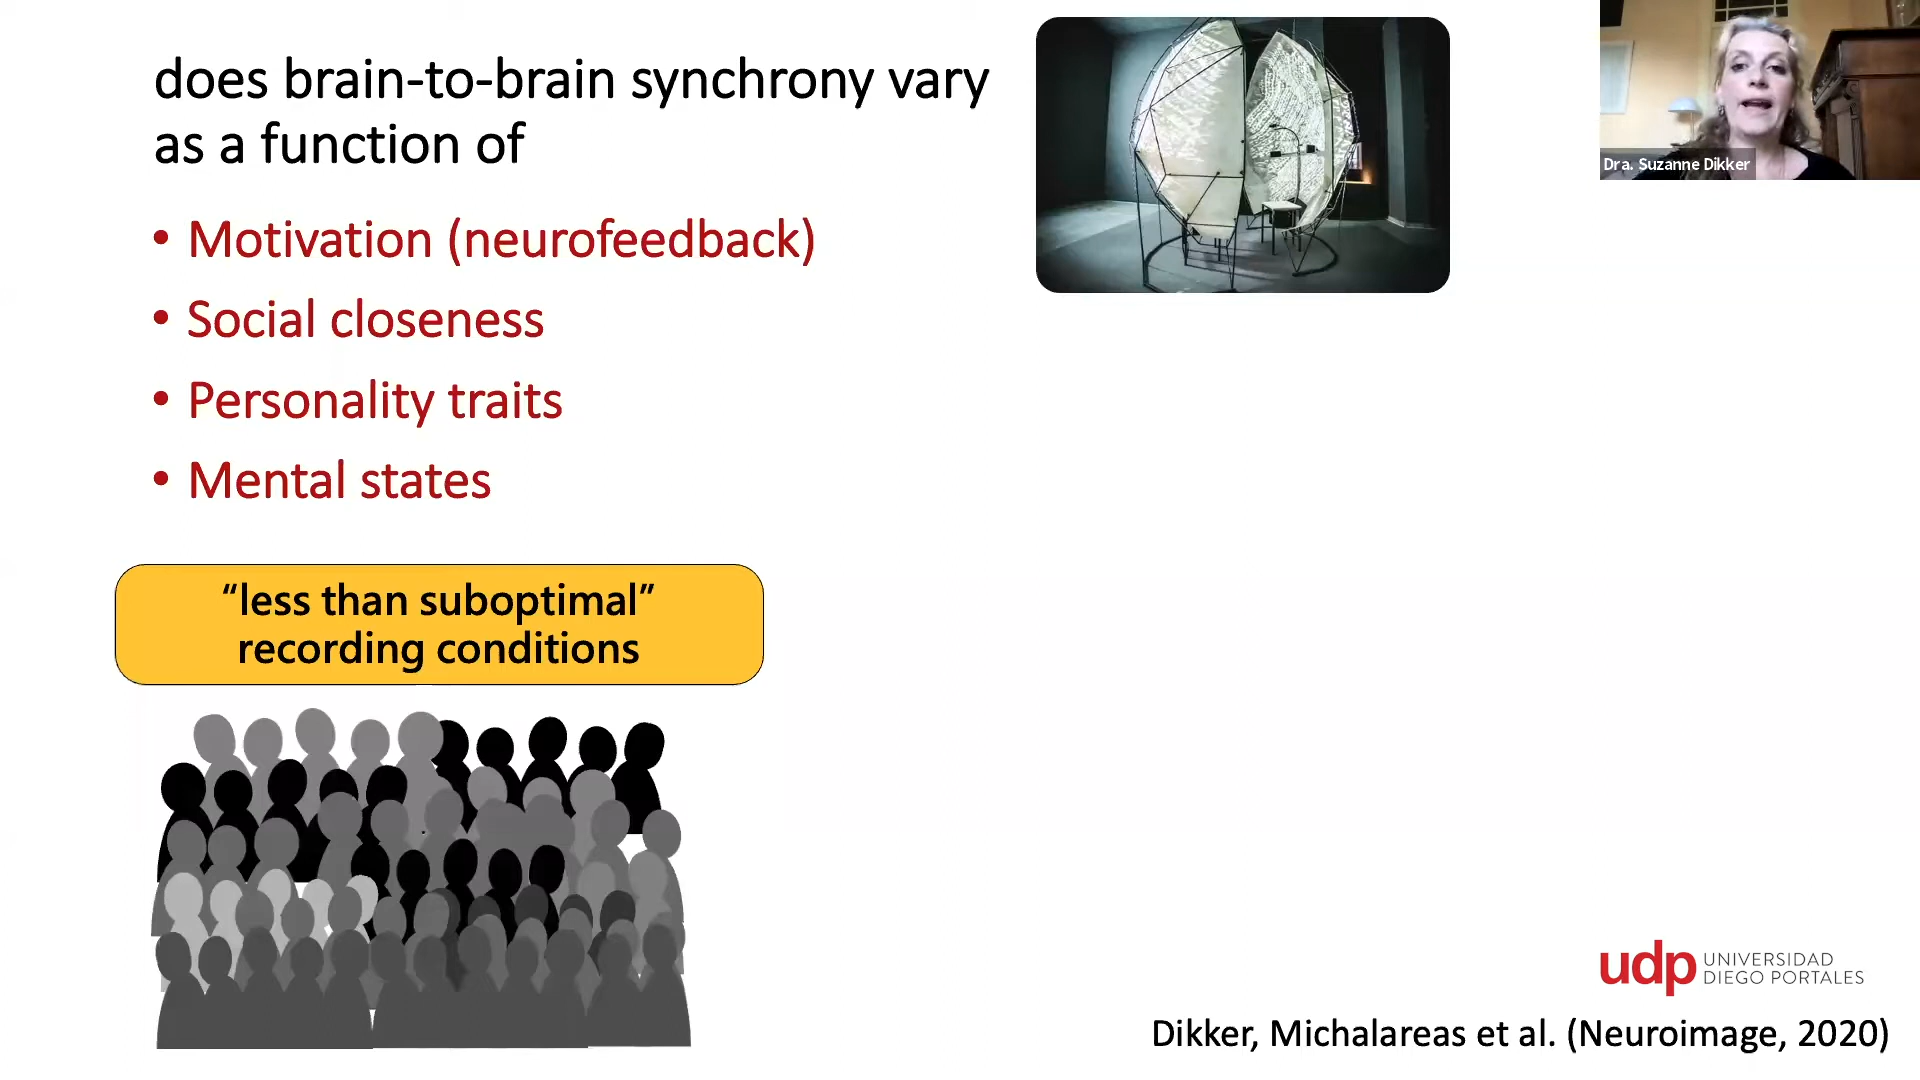 does brain-to-brain synchrony vary
as a function of
• Motivation (neurofeedback)
• Social closeness
• Personality traits
• Mental states
“less than suboptimal”
recording conditions
Dra. Suzanne Dikker
udp UNIVERSIDAD
DIEGO PORTALES
Dikker, Michalareas et al. (Neuroimage, 2020)